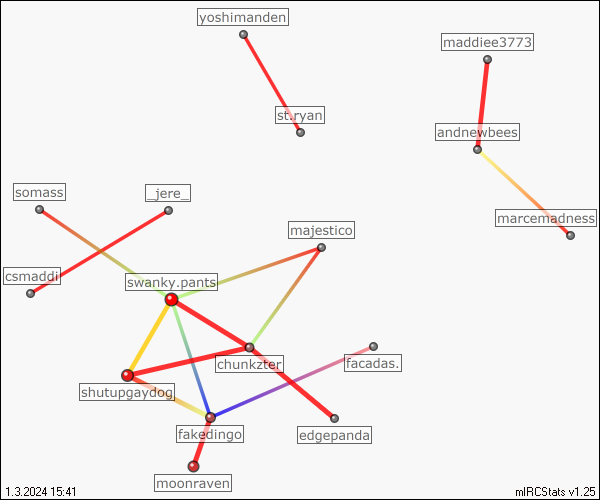 yoshimanden
maddiee3773
st.ryan
andnewbees
somass
_jere_
marcemadness
majestico
csmaddi
swanky.pants
chunkzter
facadas.
shutupgaydog
fakedingo
edgepanda
moonraven
1.3.2024 15:41
mIRCStats v1.25